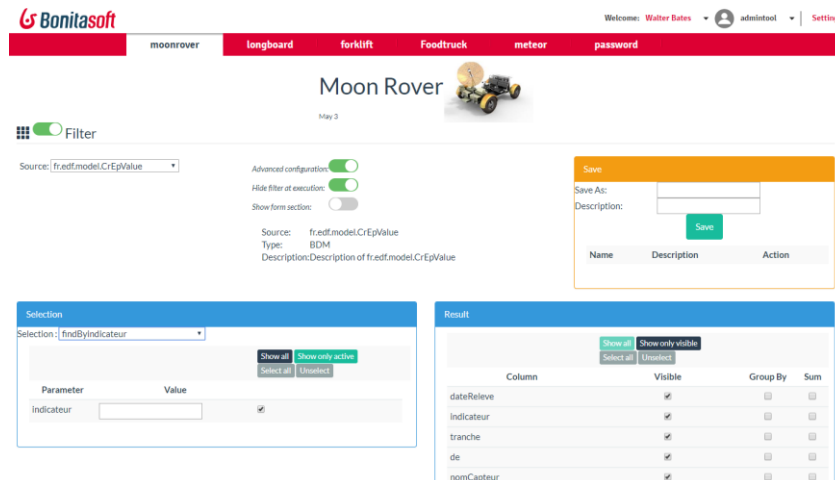 Bonitasoft
Welcome: Walter Bates admintool
moonrover longboard forklift Foodtruck meteor password
Moon Rover
May 3
Filter
Source: fr.edf.model.CrEpValue
Advanced configuration:
Hide filter at execution:
Show form section:
Source: fr.edf.model.CrEpValue
Type: BDM
Description:Description of fr.edf.model.CrEpValue
Save
Save As:
Description:
Save
Name Description Action
Selection
Selection : findByIndicateur
Show all Show only active
Select all Unselect
Parameter Value
indicateur
Result
Show all Show only visible
Select all Unselect
Column Visible Group By Sum
dateReleve
indicateur
tranche
de
nomCapteur